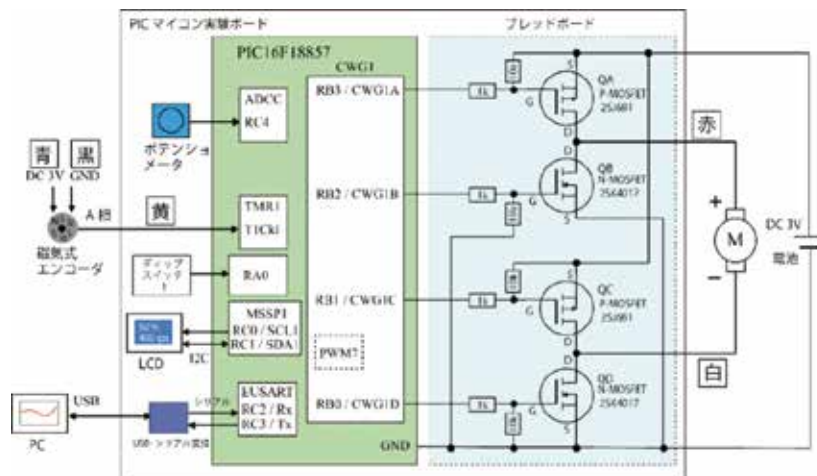 PIC マイコン実験ボード
ブレッドボード
PIC16F18857
CWG1
ADCC
RC4
ポテンショ
メータ
青
黒
DC 3V GND
黄
A 相
磁気式
エンコーダ
TMR1
T1CkI
ディップ
スイッチ
1
RA0
MSSP1
RC0 / SCL1
RC1 / SDA1
LCD
I2C
PWM7
EUSART
RC2 / Rx
RC3 / Tx
シリアル
USB
PC
USB-シリアル変換
RB3 / CWG1A
RB2 / CWG1B
RB1 / CWG1C
RB0 / CWG1D
GND
1k
1k
1k
1k
QA
P-MOSFET
2SJ681
S
G
D
QB
N-MOSFET
2SK4017
D
G
S
QC
P-MOSFET
2SJ681
S
G
D
QD
N-MOSFET
2SK4017
D
G
S
赤
白
+
M
−
DC 3V
電池